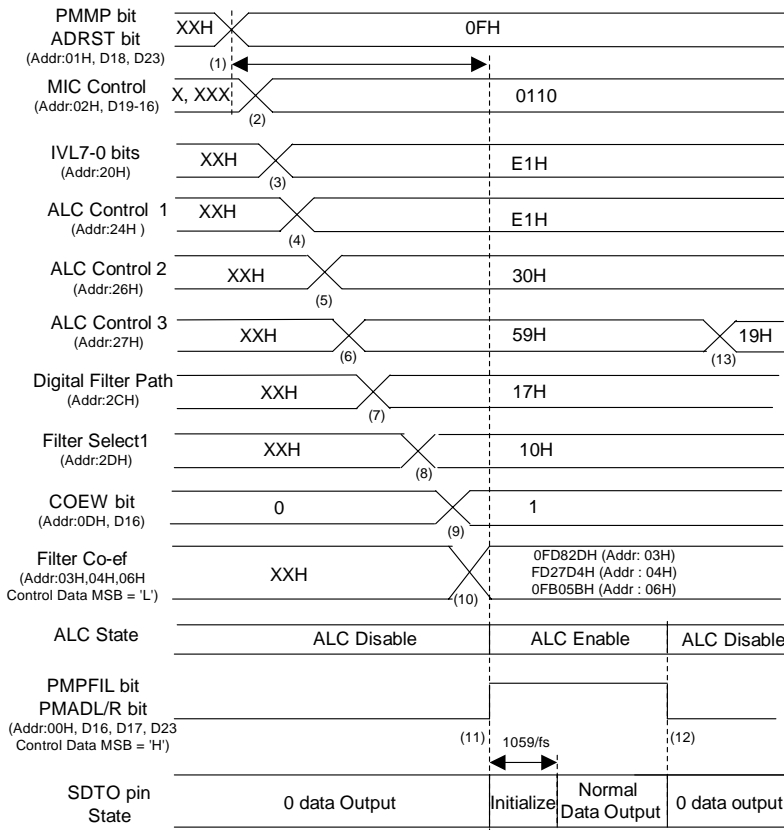 PMMP bit
ADRST bit
(Addr:01H, D18, D23)
XXH
0FH
(1)
MIC Control
(Addr:02H, D19-16)
X, XXX
0110
(2)
IVL7-0 bits
(Addr:20H)
XXH
E1H
(3)
ALC Control 1
(Addr:24H )
XXH
E1H
(4)
ALC Control 2
(Addr:26H)
XXH
30H
(5)
ALC Control 3
(Addr:27H)
XXH
59H
19H
(6)
(13)
Digital Filter Path
(Addr:2CH)
XXH
17H
(7)
Filter Select1
(Addr:2DH)
XXH
10H
(8)
COEW bit
(Addr:0DH, D16)
0
1
(9)
Filter Co-ef
(Addr:03H,04H,06H
Control Data MSB = 'L')
XXH
(10)
0FD82DH (Addr: 03H)
FD27D4H (Addr : 04H)
0FB05BH (Addr : 06H)
ALC State
ALC Disable
ALC Enable
ALC Disable
PMPFIL bit
PMADL/R bit
(Addr:00H, D16, D17, D23
Control Data MSB = 'H')
(11)
1059/fs
(12)
SDTO pin
State
0 data Output
Initialize
Normal
Data Output
0 data output